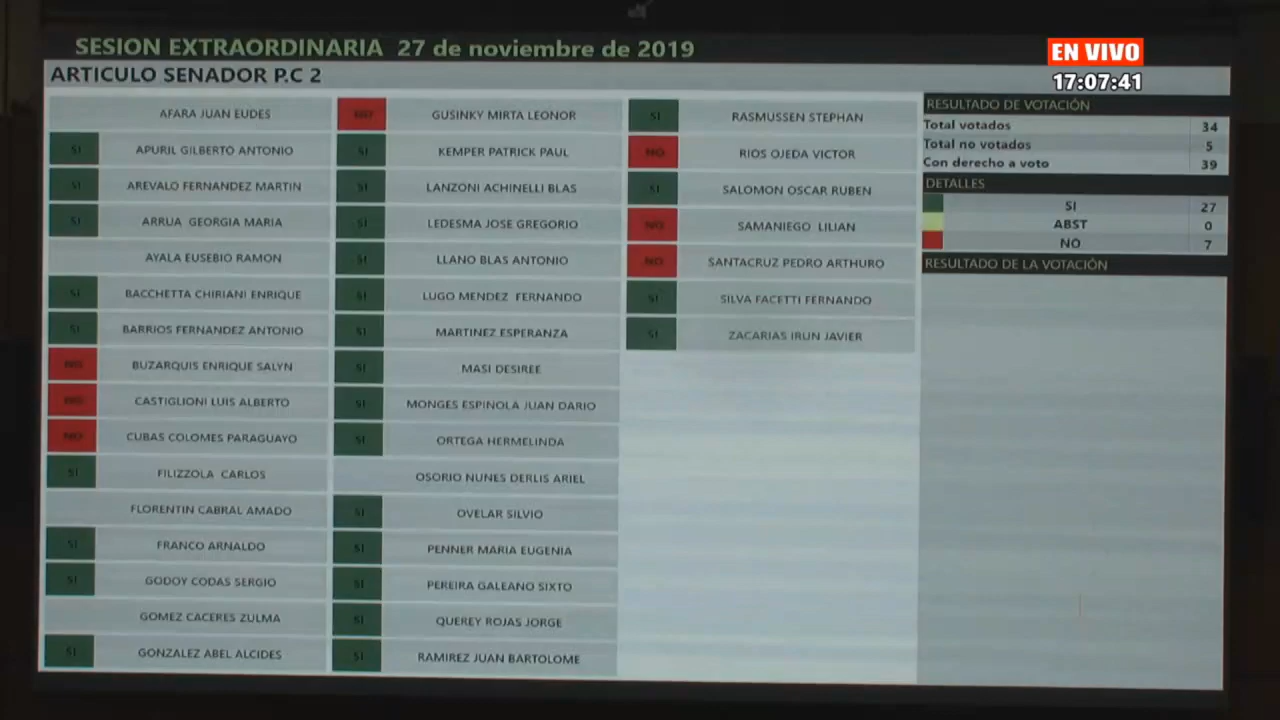 SESION EXTRAORDINARIA 27 de noviembre de 2019
EN VIVO
17:07:41
ARTICULO SENADOR P.C 2
AFARA JUAN EUDES
SI APURIL GILBERTO ANTONIO
SI AREVALO FERNANDEZ MARTIN
SI ARRUA GEORGIA MARIA
AYALA EUSEBIO RAMON
SI BACCHETTA CHIRIANI ENRIQUE
SI BARRIOS FERNANDEZ ANTONIO
NO BUZARQUIS ENRIQUE SALYN
NO CASTIGLIONI LUIS ALBERTO
NO CUBAS COLOMES PARAGUAYO
SI FILIZZOLA CARLOS
FLORENTIN CABRAL AMADO
SI FRANCO ARNALDO
SI GODOY CODAS SERGIO
GOMEZ CACERES ZULMA
SI GONZALEZ ABEL ALCIDES
NO GUSINKY MIRTA LEONOR
SI KEMPER PATRICK PAUL
SI LANZONI ACHINELLI BLAS
SI LEDESMA JOSE GREGORIO
SI LLANO BLAS ANTONIO
SI LUGO MENDEZ FERNANDO
SI MARTINEZ ESPERANZA
SI MASI DESIREE
SI MONGES ESPINOLA JUAN DARIO
SI ORTEGA HERMELINDA
OSORIO NUNES DERLIS ARIEL
SI OVELAR SILVIO
SI PENNER MARIA EUGENIA
SI PEREIRA GALEANO SIXTO
SI QUEREY ROJAS JORGE
SI RAMIREZ JUAN BARTOLOME
SI RASMUSSEN STEPHAN
NO RIOS OJEDA VICTOR
SI SALOMON OSCAR RUBEN
NO SAMANIEGO LILIAN
NO SANTACRUZ PEDRO ARTHURO
SI SILVA FACETTI FERNANDO
SI ZACARIAS IRUN JAVIER
RESULTADO DE VOTACIÓN
Total votados 34
Total no votados 5
Con derecho a voto 39
DETALLES
SI 27
ABST 0
NO 7
RESULTADO DE LA VOTACIÓN